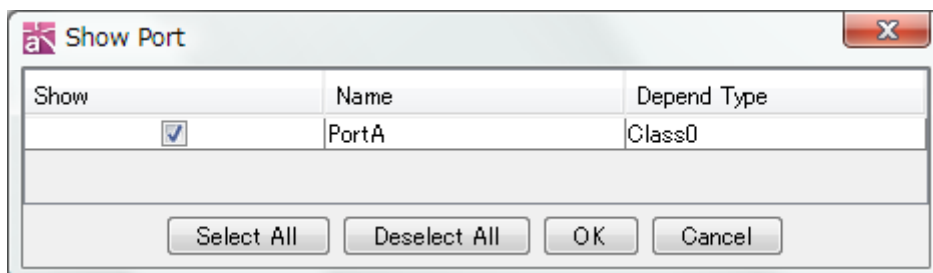 Show Port
Show Name Depend Type
PortA Class0
Select All Deselect All OK Cancel